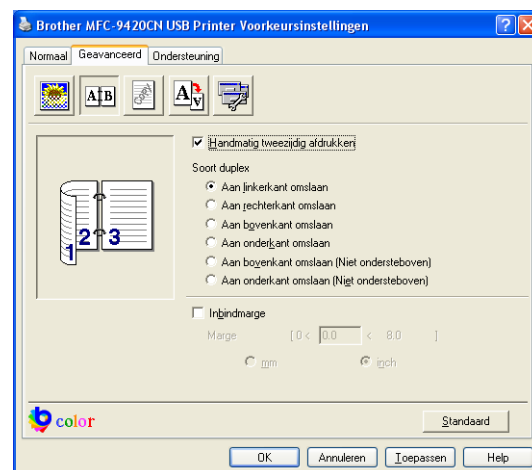 Brother MFC-9420CN USB Printer Voorkeursinstellingen
Normaal Geavanceerd Ondersteuning
A B
A A
Handmatig tweezijdig afdrukken
Soort duplex
Aan linkerkant omslaan
Aan rechterkant omslaan
Aan bovenkant omslaan
Aan onderkant omslaan
Aan bovenkant omslaan (Niet ondersteboven)
Aan onderkant omslaan (Niet ondersteboven)
1 2 3
Inbindmarge
Marge [ 0 < 0.0 < 8.0 ]
mm inch
color
Standaard
OK Annuleren Toepassen Help